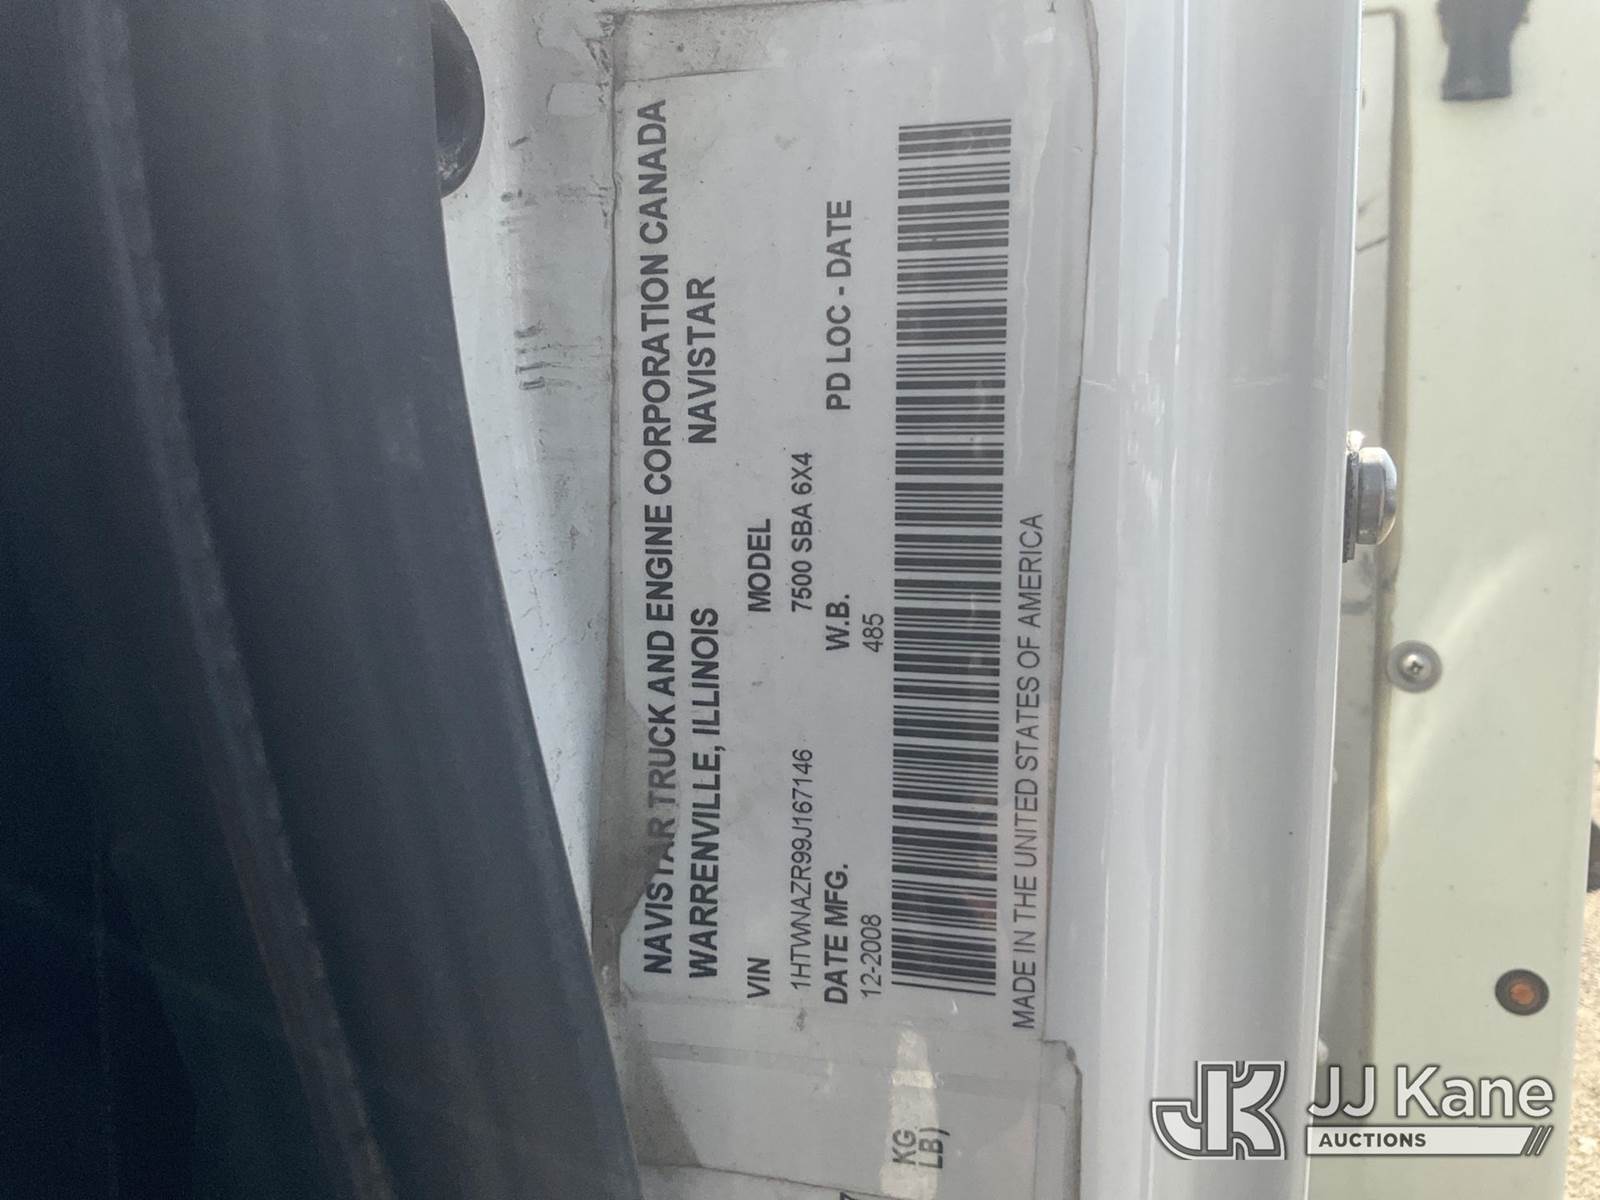 NAVISTAR TRUCK AND ENGINE CORPORATION CANADA
WARRENVILLE, ILLINOIS NAVISTAR
VIN MODEL
1HTWNAZR99J167146 7500 SBA 6X4
DATE MFG. W.B. PD LOC - DATE
12-2008 485
MADE IN THE UNITED STATES OF AMERICA
KG
LB)
JK
JJ Kane
AUCTIONS